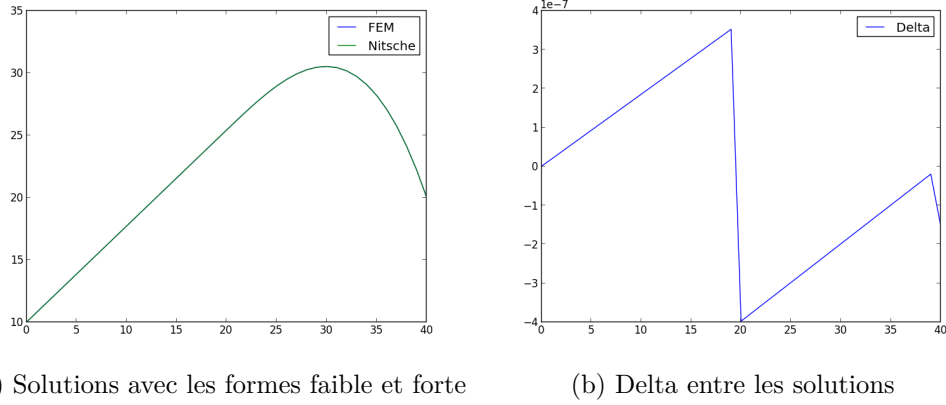 35
30
25
20
15
10
0 5 10 15 20 25 30 35 40
FEM
Nitsche
1e−7
4
3
2
1
0
−1
−2
−3
−4
0 5 10 15 20 25 30 35 40
Delta
) Solutions avec les formes faible et forte
(b) Delta entre les solutions